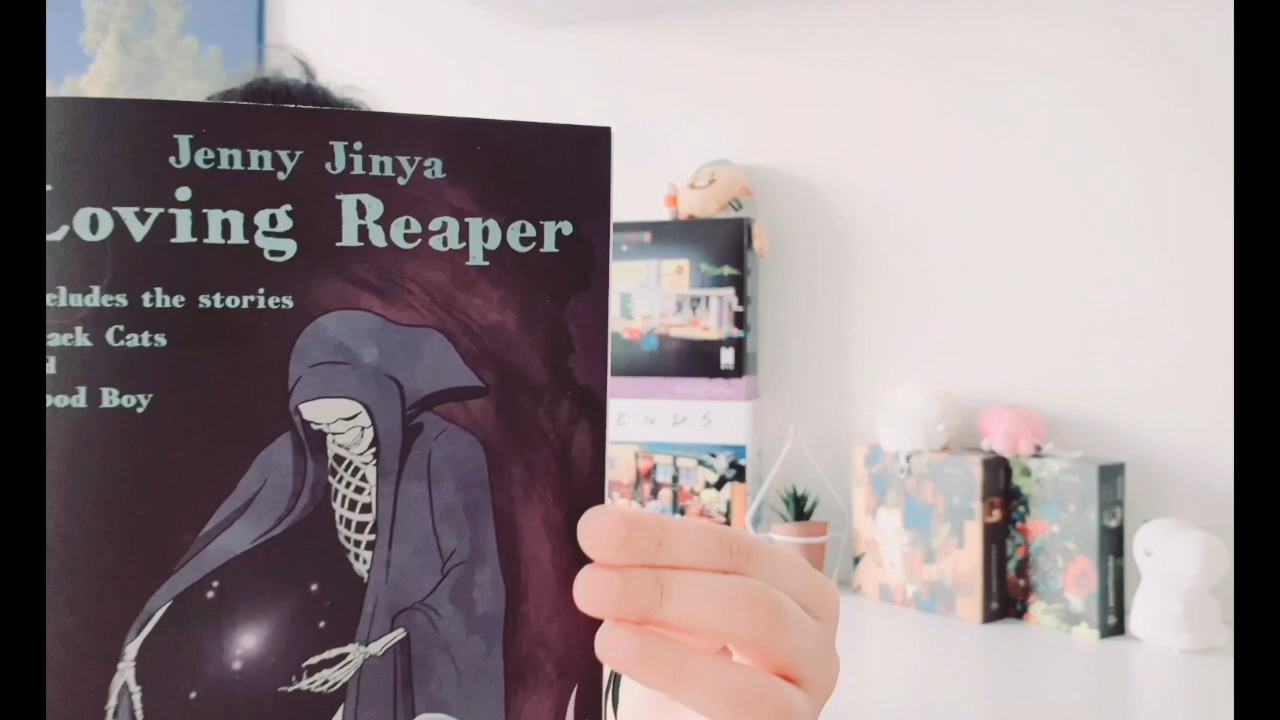 Jenny Jinya
Loving Reaper
cludes the stories
ack Cats
d
ood Boy
ENDS